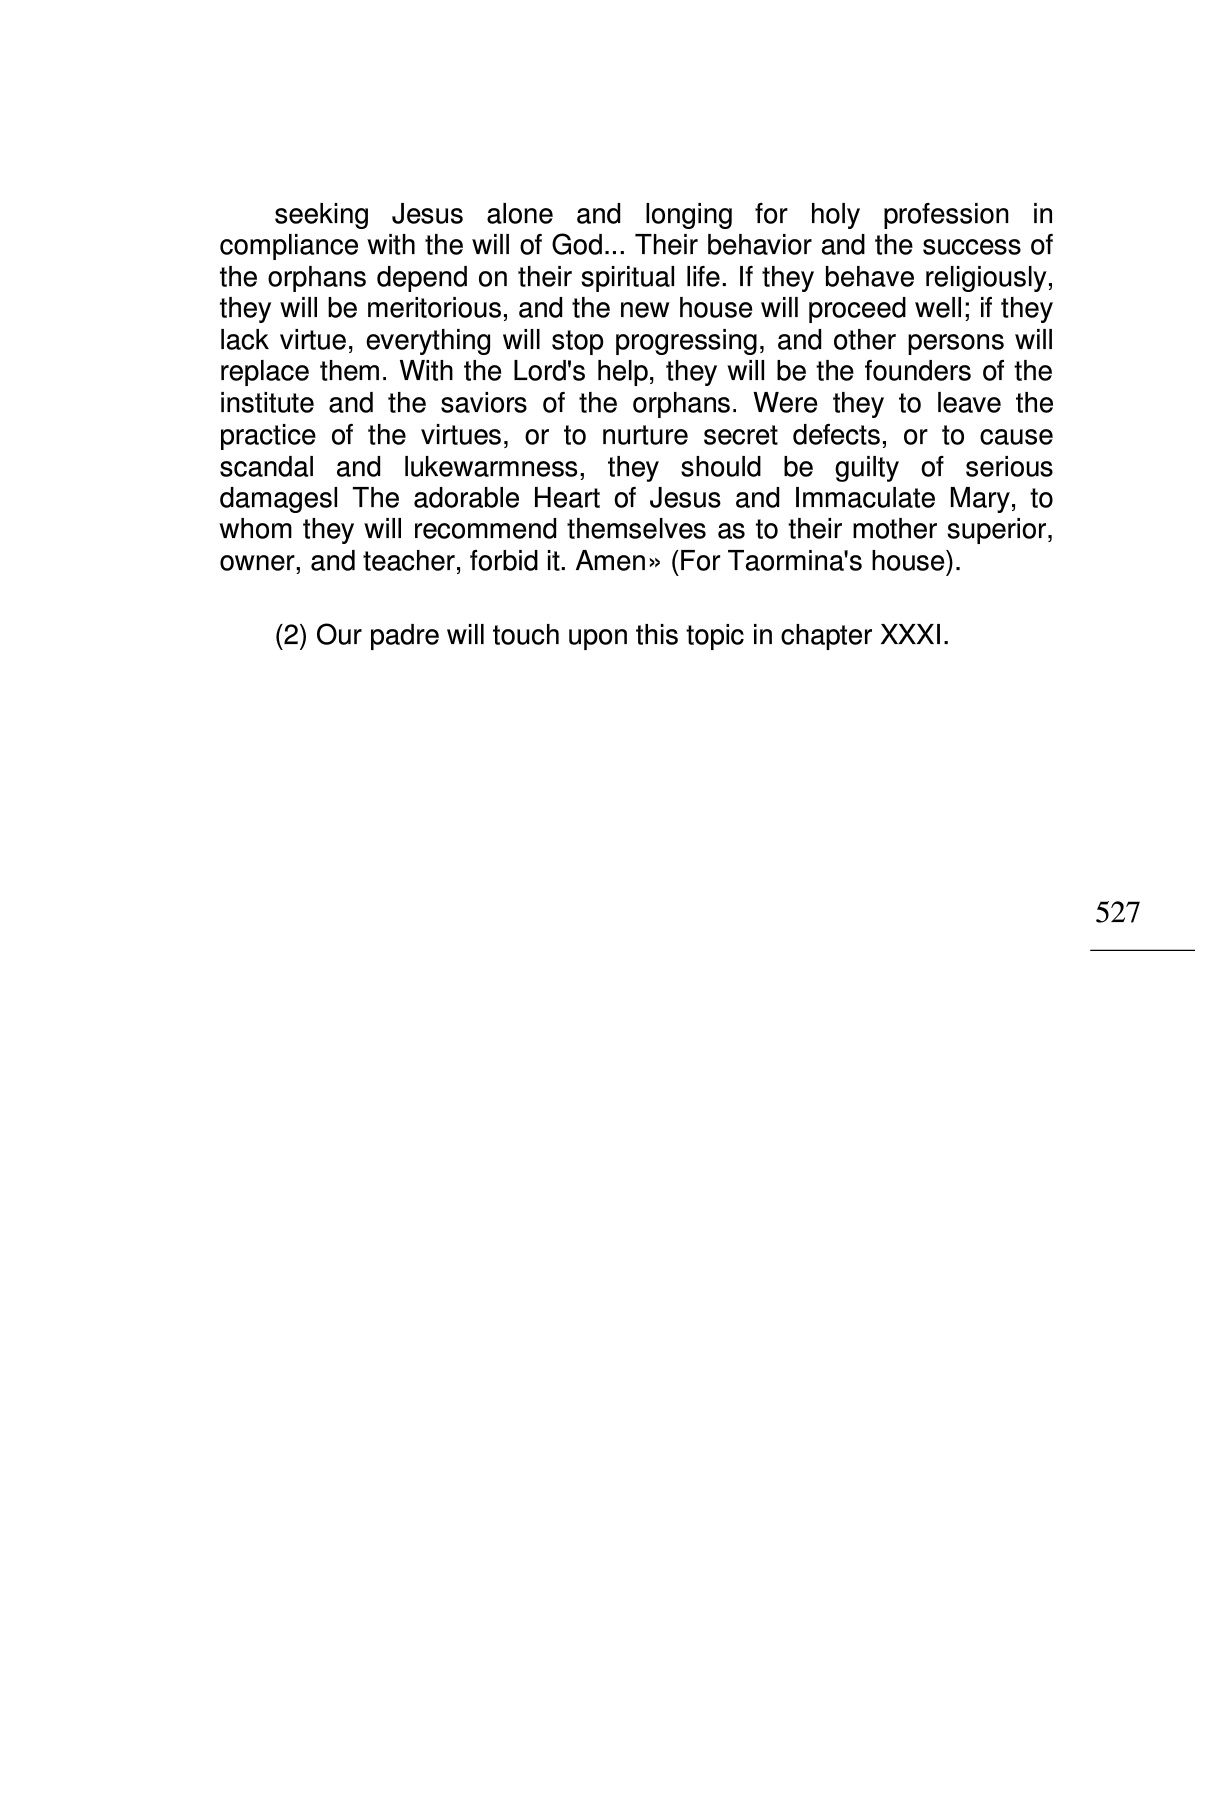 seeking Jesus alone and longing for holy profession in
compliance with the will of God... Their behavior and the success of
the orphans depend on their spiritual life. If they behave religiously,
they will be meritorious, and the new house will proceed well; if they
lack virtue, everything will stop progressing, and other persons will
replace them. With the Lord's help, they will be the founders of the
institute and the saviors of the orphans. Were they to leave the
practice of the virtues, or to nurture secret defects, or to cause
scandal and lukewarmness, they should be guilty of serious
damagesl The adorable Heart of Jesus and Immaculate Mary, to
whom they will recommend themselves as to their mother superior,
owner, and teacher, forbid it. Amen» (For Taormina's house).
(2) Our padre will touch upon this topic in chapter XXXI.
527